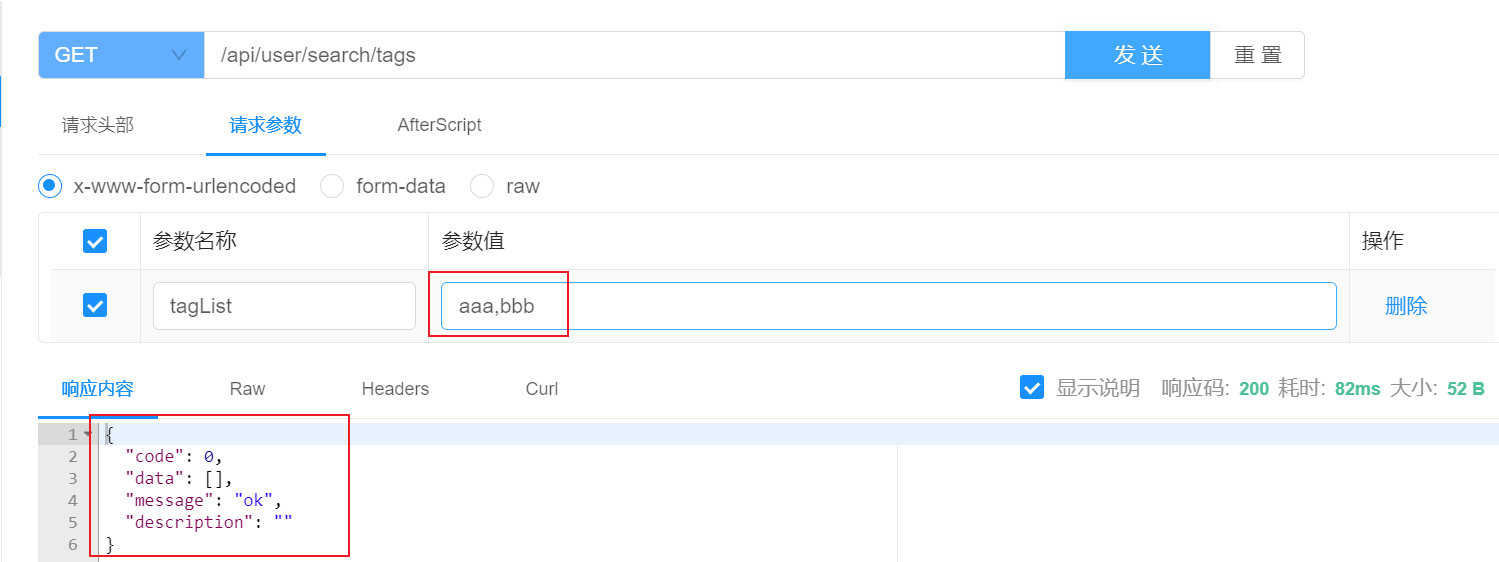 GET /api/user/search/tags 发 送 重 置
请求头部 请求参数 AfterScript
x-www-form-urlencoded form-data raw
参数名称 参数值 操作
tagList aaa,bbb 删除
响应内容 Raw Headers Curl 显示说明 响应码: 200 耗时: 82ms 大小: 52 B
1 {
2 "code": 0,
3 "data": [],
4 "message": "ok",
5 "description": ""
6 }